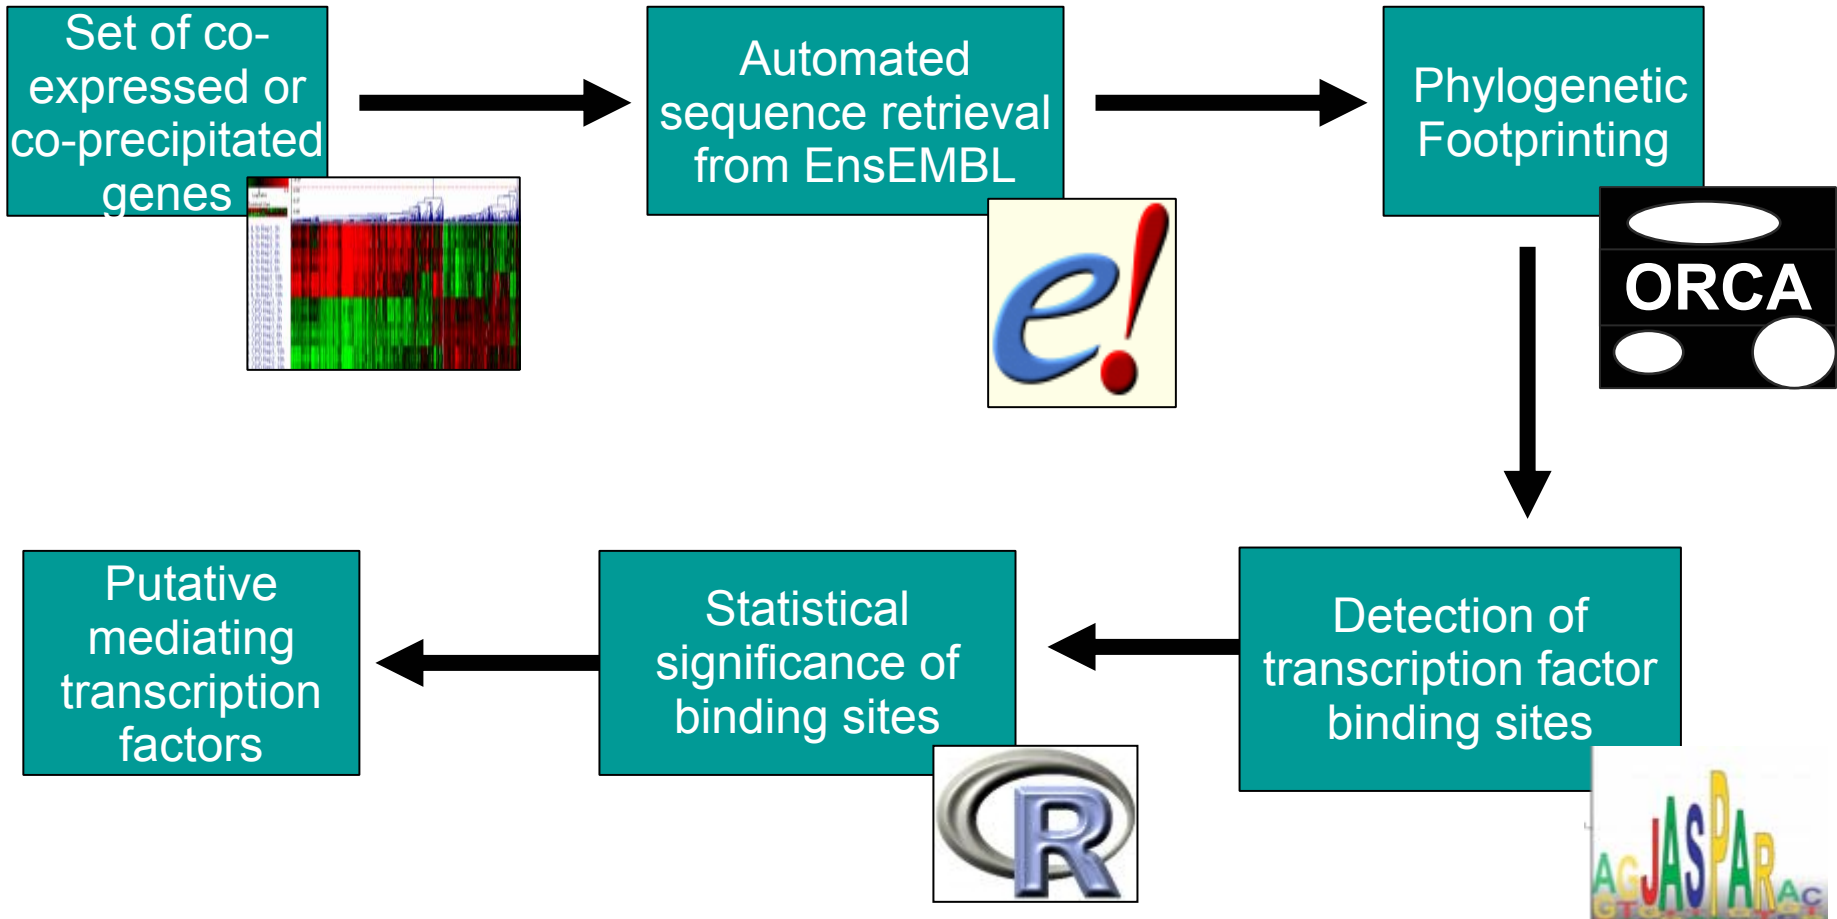 Set of co-
expressed or
co-precipitated
genes
Automated
sequence retrieval
from EnsEMBL
e!
Phylogenetic
Footprinting
ORCA
Detection of
transcription factor
binding sites
JASPAR
Statistical
significance of
binding sites
R
Putative
mediating
transcription
factors